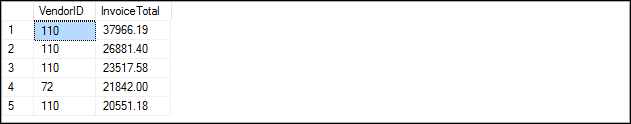 VendorID InvoiceTotal
1 110 37966.19
2 110 26881.40
3 110 23517.58
4 72 21842.00
5 110 20551.18